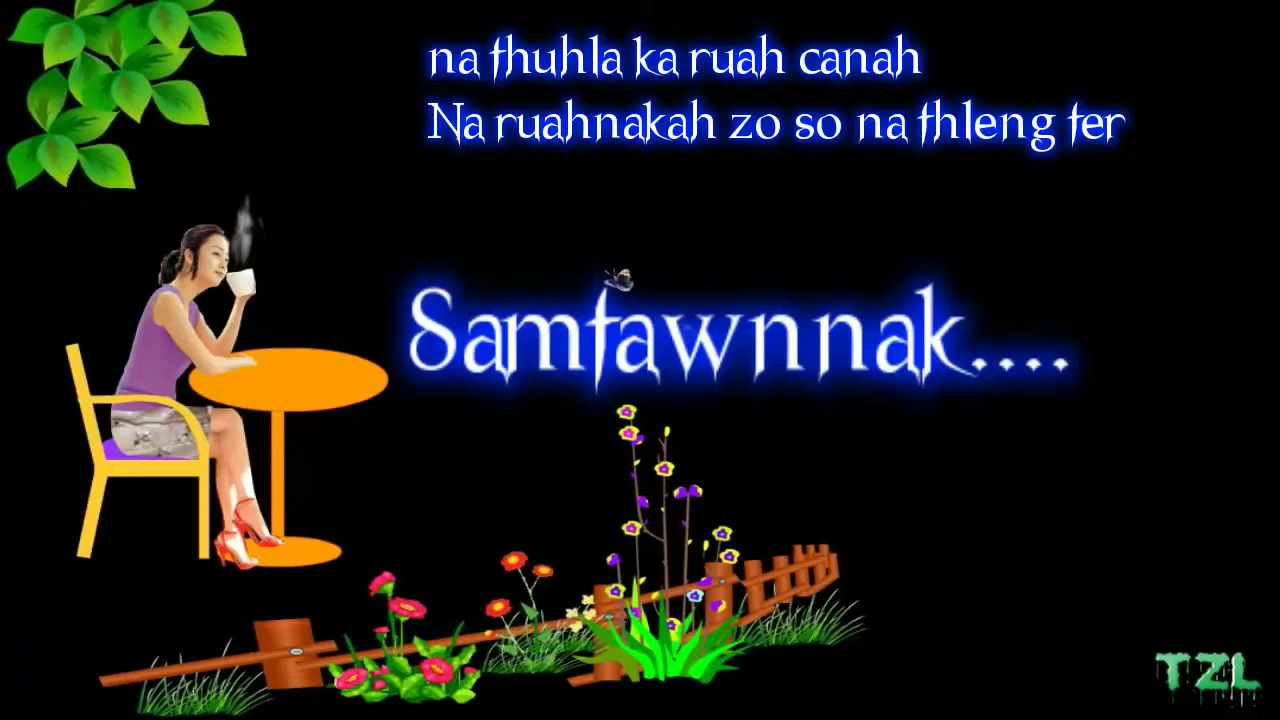 na thuhla ka ruah canah
Na ruahnakah zo so na thleng ter
Samtawnnak....
TZL